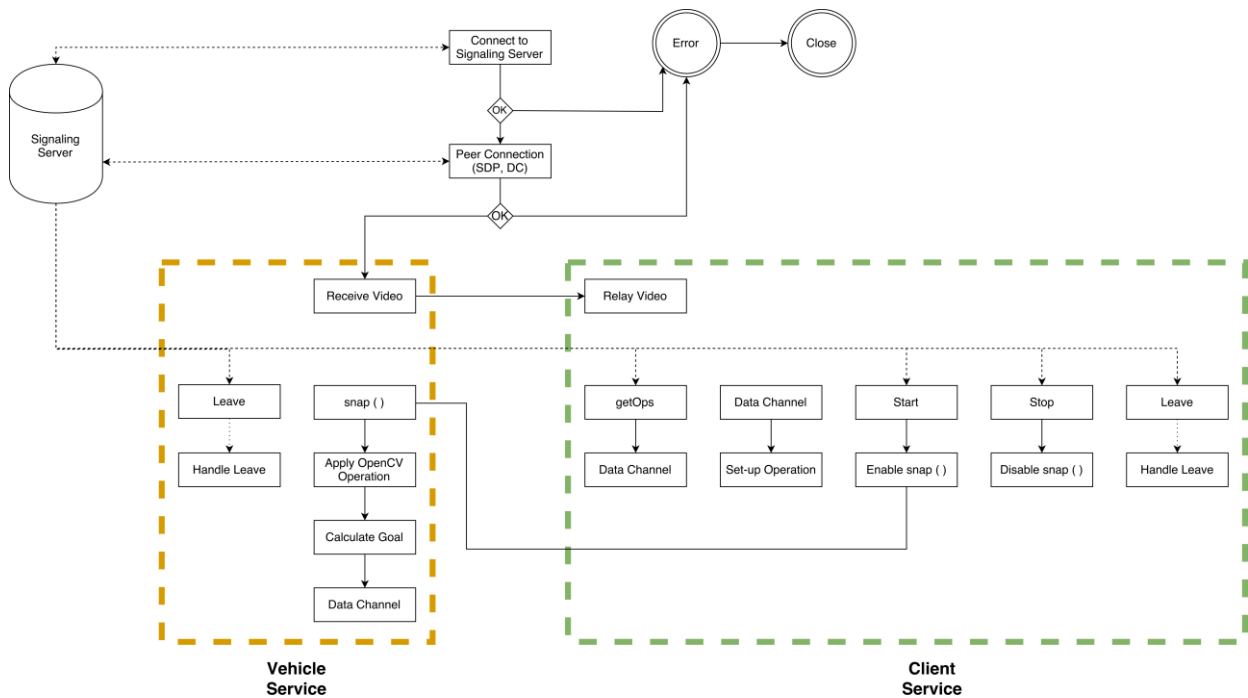 Connect to
Signaling Server
Error
Close
OK
Signaling
Server
Peer Connection
(SDP, DC)
OK
Receive Video
Relay Video
Leave
snap ( )
getOps
Data Channel
Start
Stop
Leave
Handle Leave
Apply OpenCV
Operation
Data Channel
Set-up Operation
Enable snap ( )
Disable snap ( )
Handle Leave
Calculate Goal
Data Channel
Vehicle
Service
Client
Service